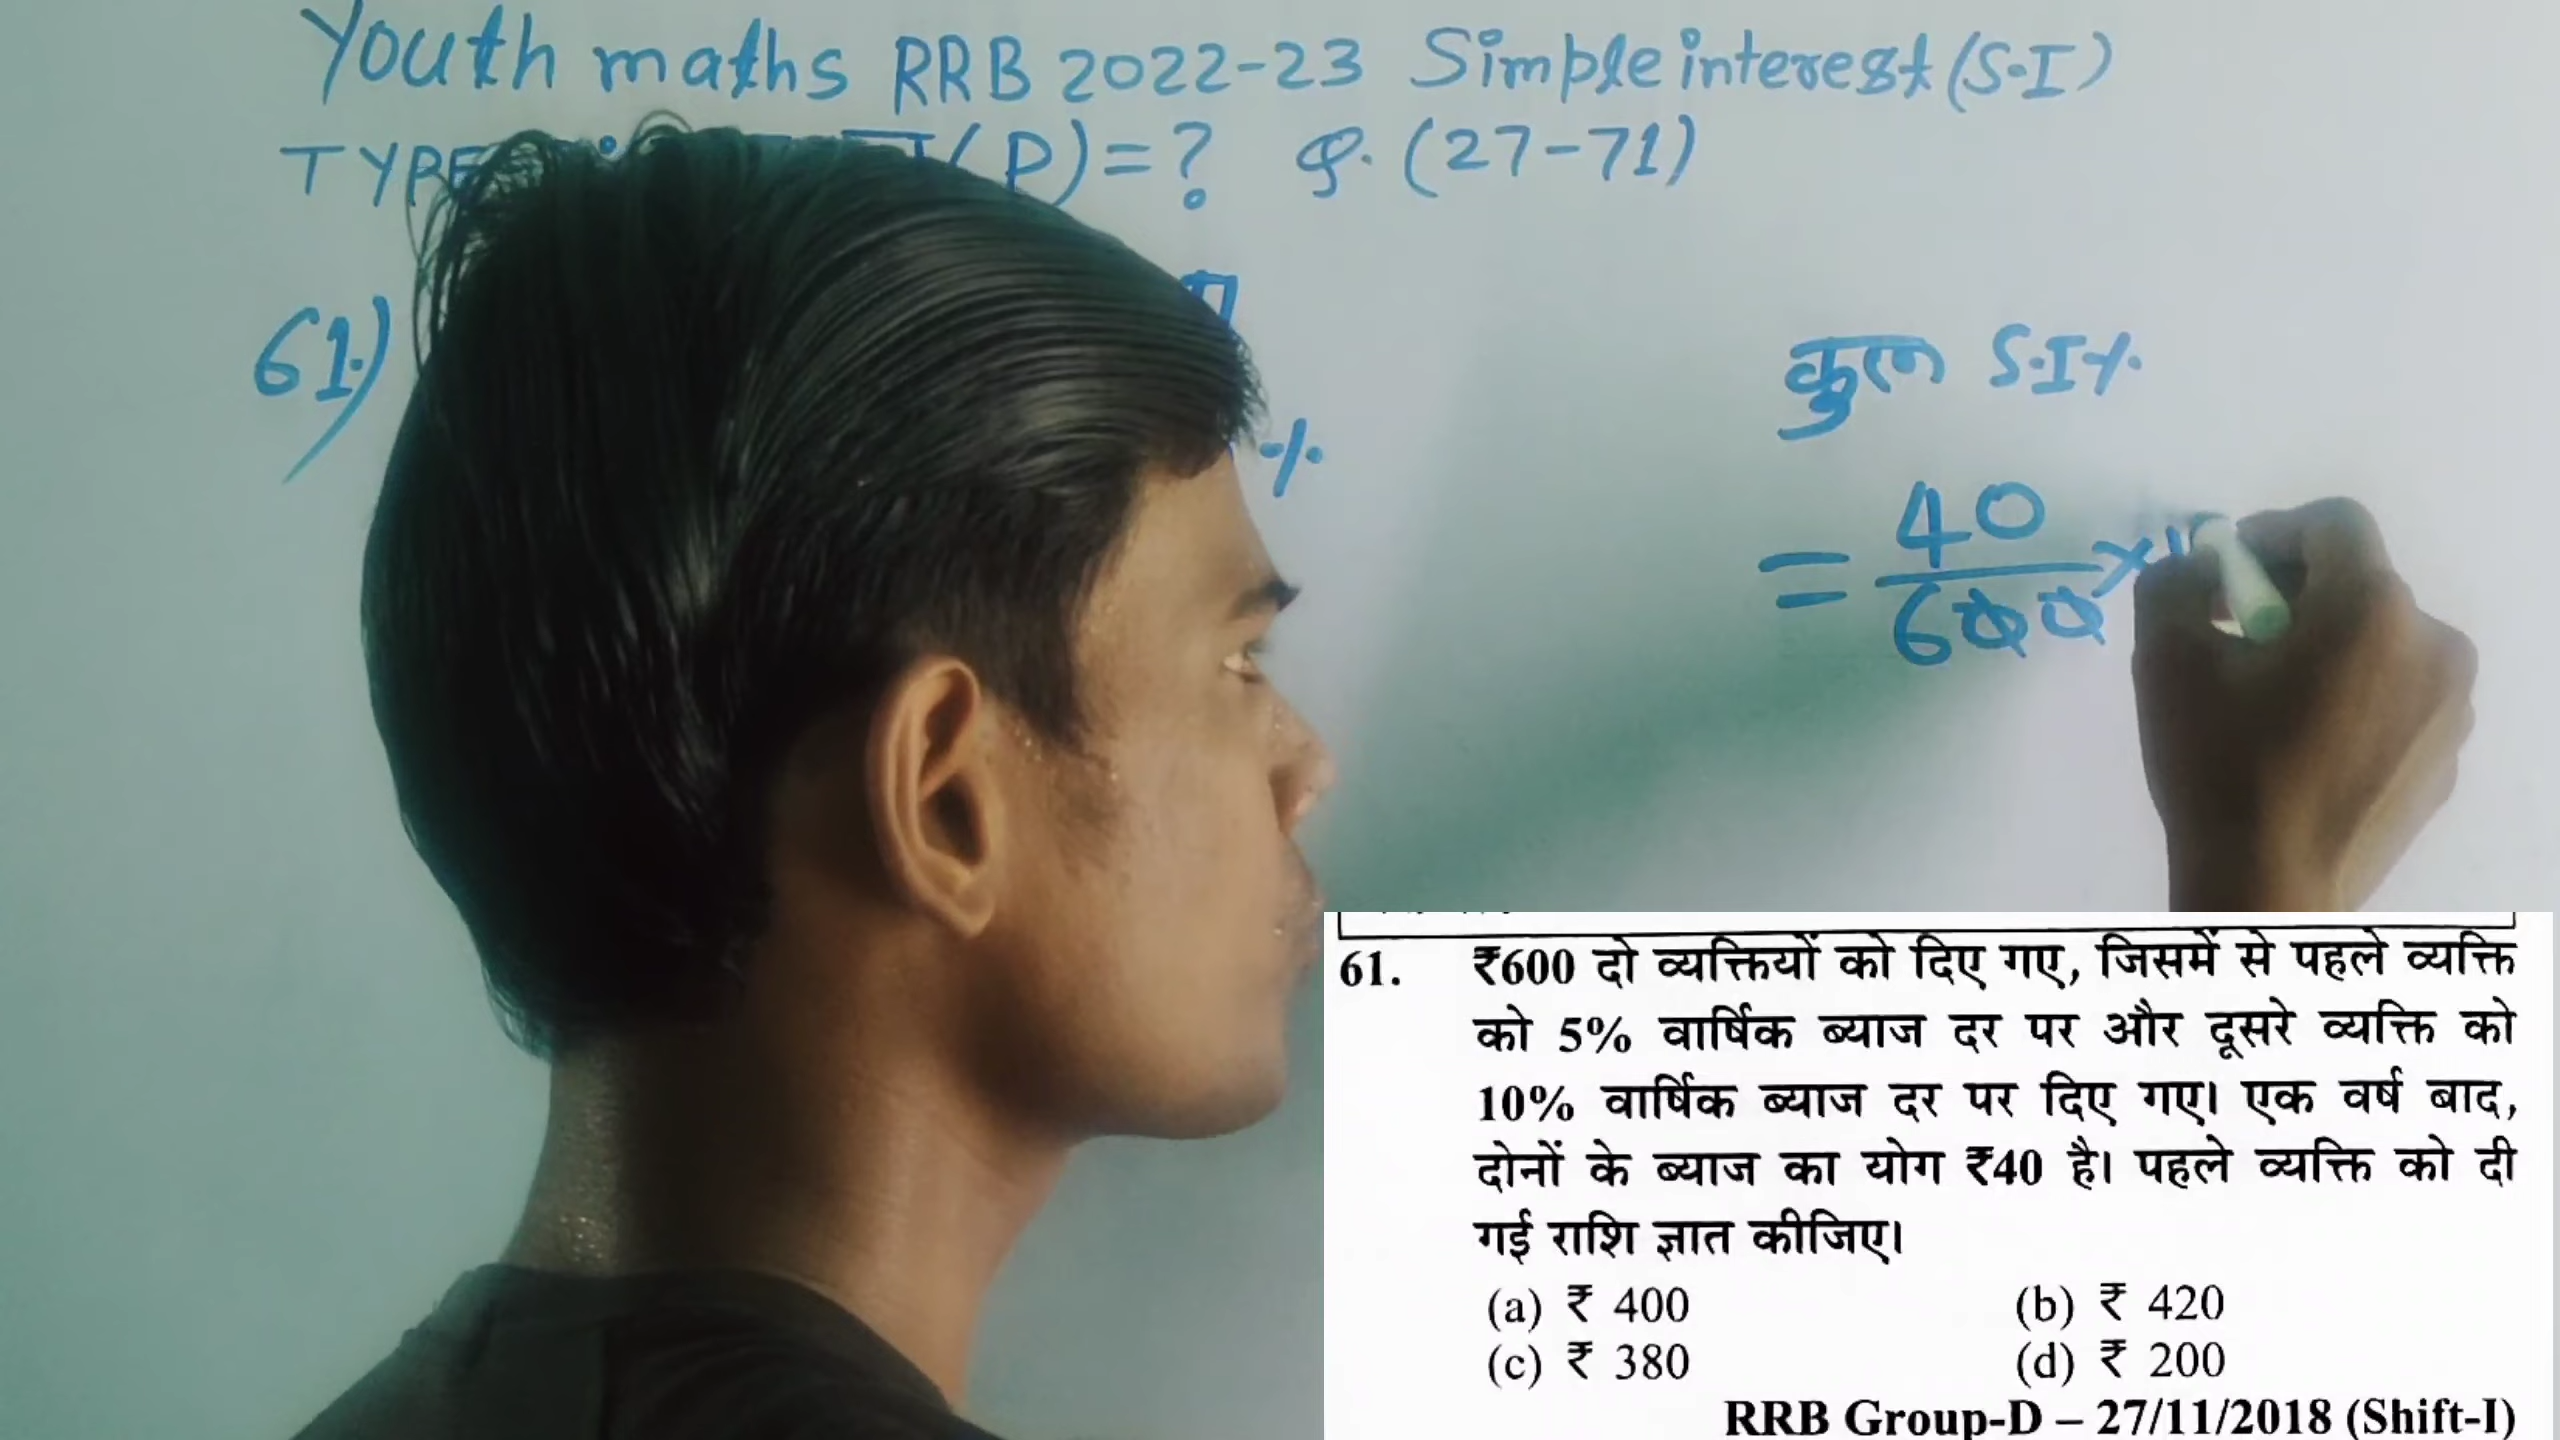 Youth maths RRB 2022-23 Simple interest (S.I)
TYPE (P)=? प्र. (27-71)
61.)
%
कुल S.I%
= 40/600 ×
61. ₹600 दो व्यक्तियों को दिए गए, जिसमें से पहले व्यक्ति
को 5% वार्षिक ब्याज दर पर और दूसरे व्यक्ति को
10% वार्षिक ब्याज दर पर दिए गए। एक वर्ष बाद,
दोनों के ब्याज का योग ₹40 है। पहले व्यक्ति को दी
गई राशि ज्ञात कीजिए।
(a) ₹ 400 (b) ₹ 420
(c) ₹ 380 (d) ₹ 200
RRB Group-D – 27/11/2018 (Shift-I)